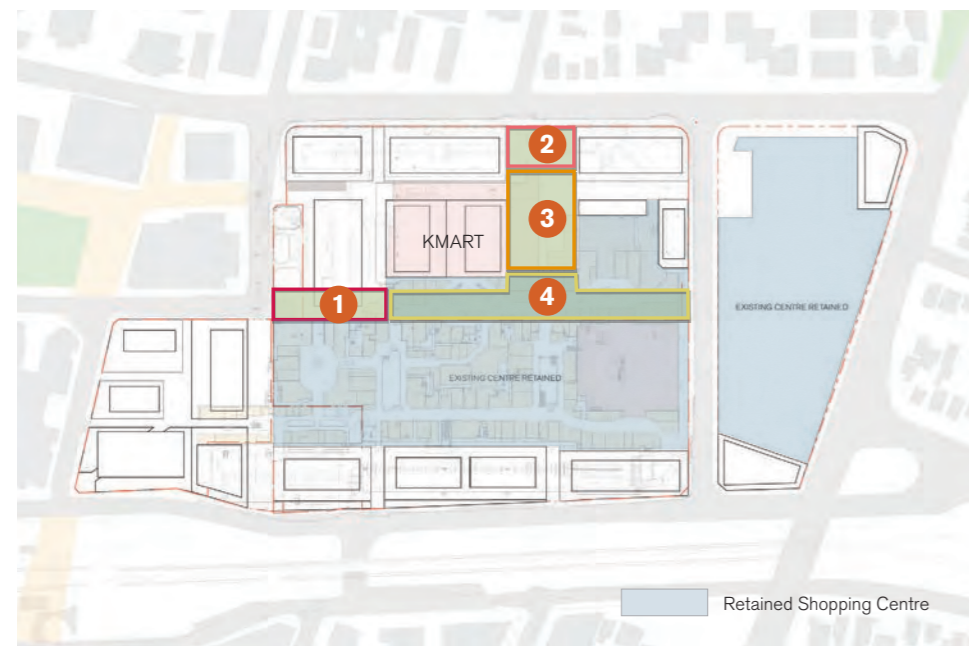 2
3
KMART
1
4
EXISTING CENTRE RETAINED
EXISTING CENTRE RETAINED
Retained Shopping Centre